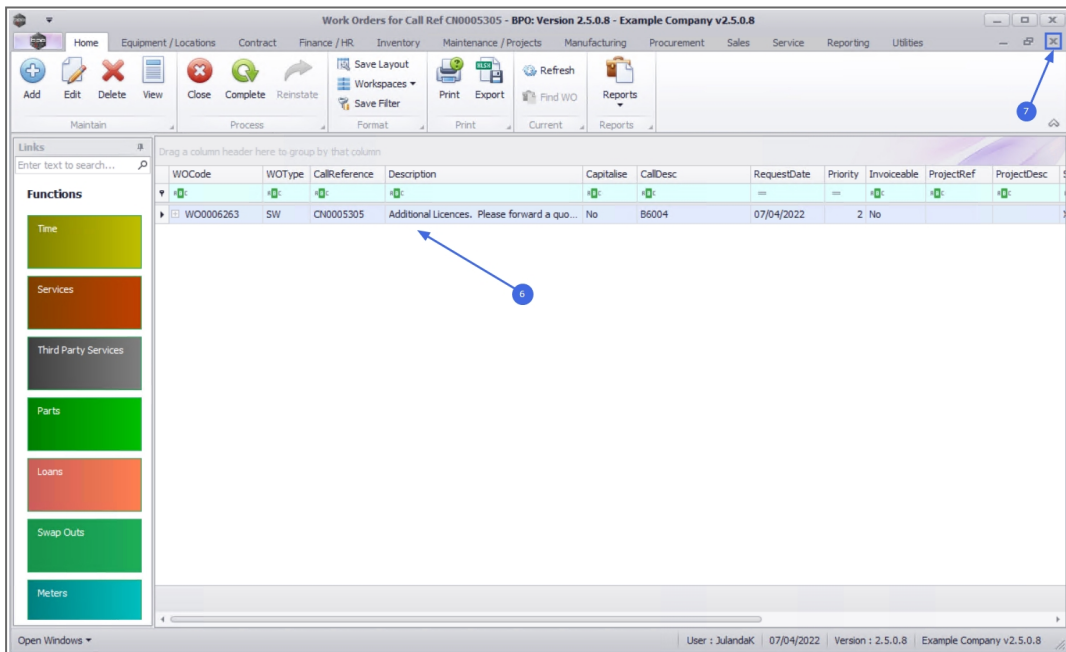 Work Orders for Call Ref CN0005305 - BPO: Version 2.5.0.8 - Example Company v2.5.0.8
Home Equipment / Locations Contract Finance / HR Inventory Maintenance / Projects Manufacturing Procurement Sales Service Reporting Utilities
Add Edit Delete View Close Complete Reinstate Save Layout Workspaces Save Filter Print Export Refresh Find WO Reports
Maintain Process Format Print Current Reports
7
Links
Enter text to search...
Drag a column header here to group by that column
WOCode WOType CallReference Description Capitalise CallDesc RequestDate Priority Invoiceable ProjectRef ProjectDesc
WO0006263 SW CN0005305 Additional Licences. Please forward a quo... No B6004 07/04/2022 2 No
6
Functions
Time
Services
Third Party Services
Parts
Loans
Swap Outs
Meters
Open Windows User : JulandaK 07/04/2022 Version : 2.5.0.8 Example Company v2.5.0.8